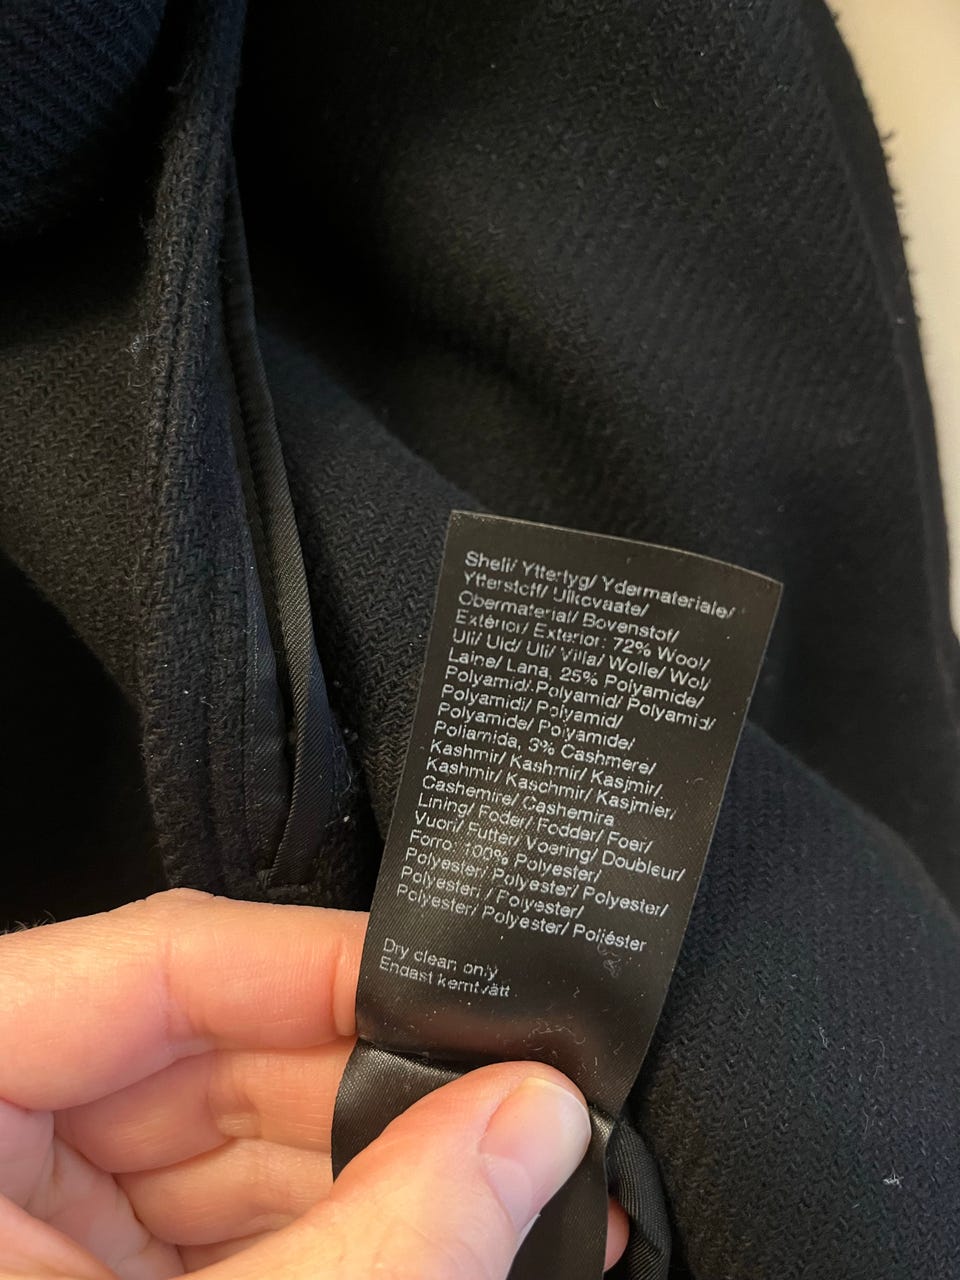 Shell/ Yttertyg/ Ydermateriale/
Ytterstoff/ Ulkovaate/
Obermaterial/ Bovenstof/
Extérior/ Exterior: 72% Wool/
Ull/ Uld/ Ull/ Villa/ Wolle/ Wol/
Laine/ Lana, 25% Polyamide/
Polyamid/ Polyamid/ Polyamid/
Polyamidi/ Polyamid/
Polyamide/ Polyamide/
Poliamida, 3% Cashmere/
Kashmir/ Kashmir/ Kasjmir/
Kashmir/ Kaschmir/ Kasjmier/
Cashemire/ Cashemira
Lining/ Foder/ Fodder/ Foer/
Vuori/ Futter/ Voering/ Doubleur/
Forro: 100% Polyester/
Polyester/ Polyester/ Polyester/
Polyesteri/ Polyester/
Polyester/ Polyester/ Poliéster
Dry clean only
Endast kemtvätt